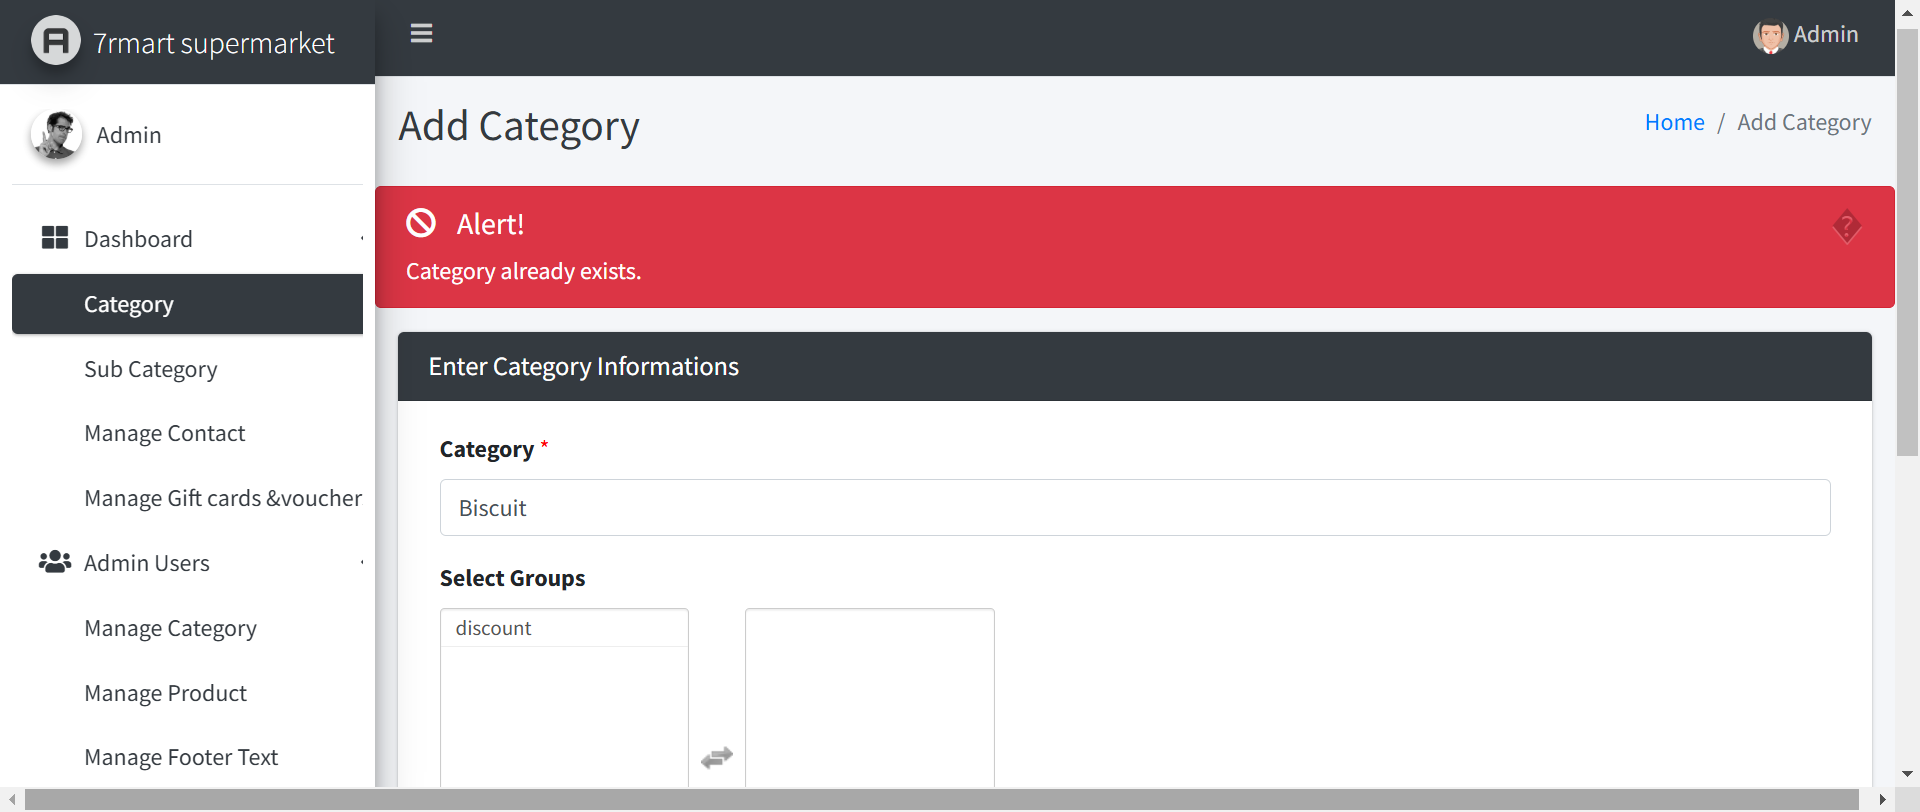 7rmart supermarket
Admin
Admin
Add Category
Home / Add Category
Alert!
Category already exists.
Dashboard
Category
Sub Category
Manage Contact
Manage Gift cards &voucher
Admin Users
Manage Category
Manage Product
Manage Footer Text
Enter Category Informations
Category *
Biscuit
Select Groups
discount